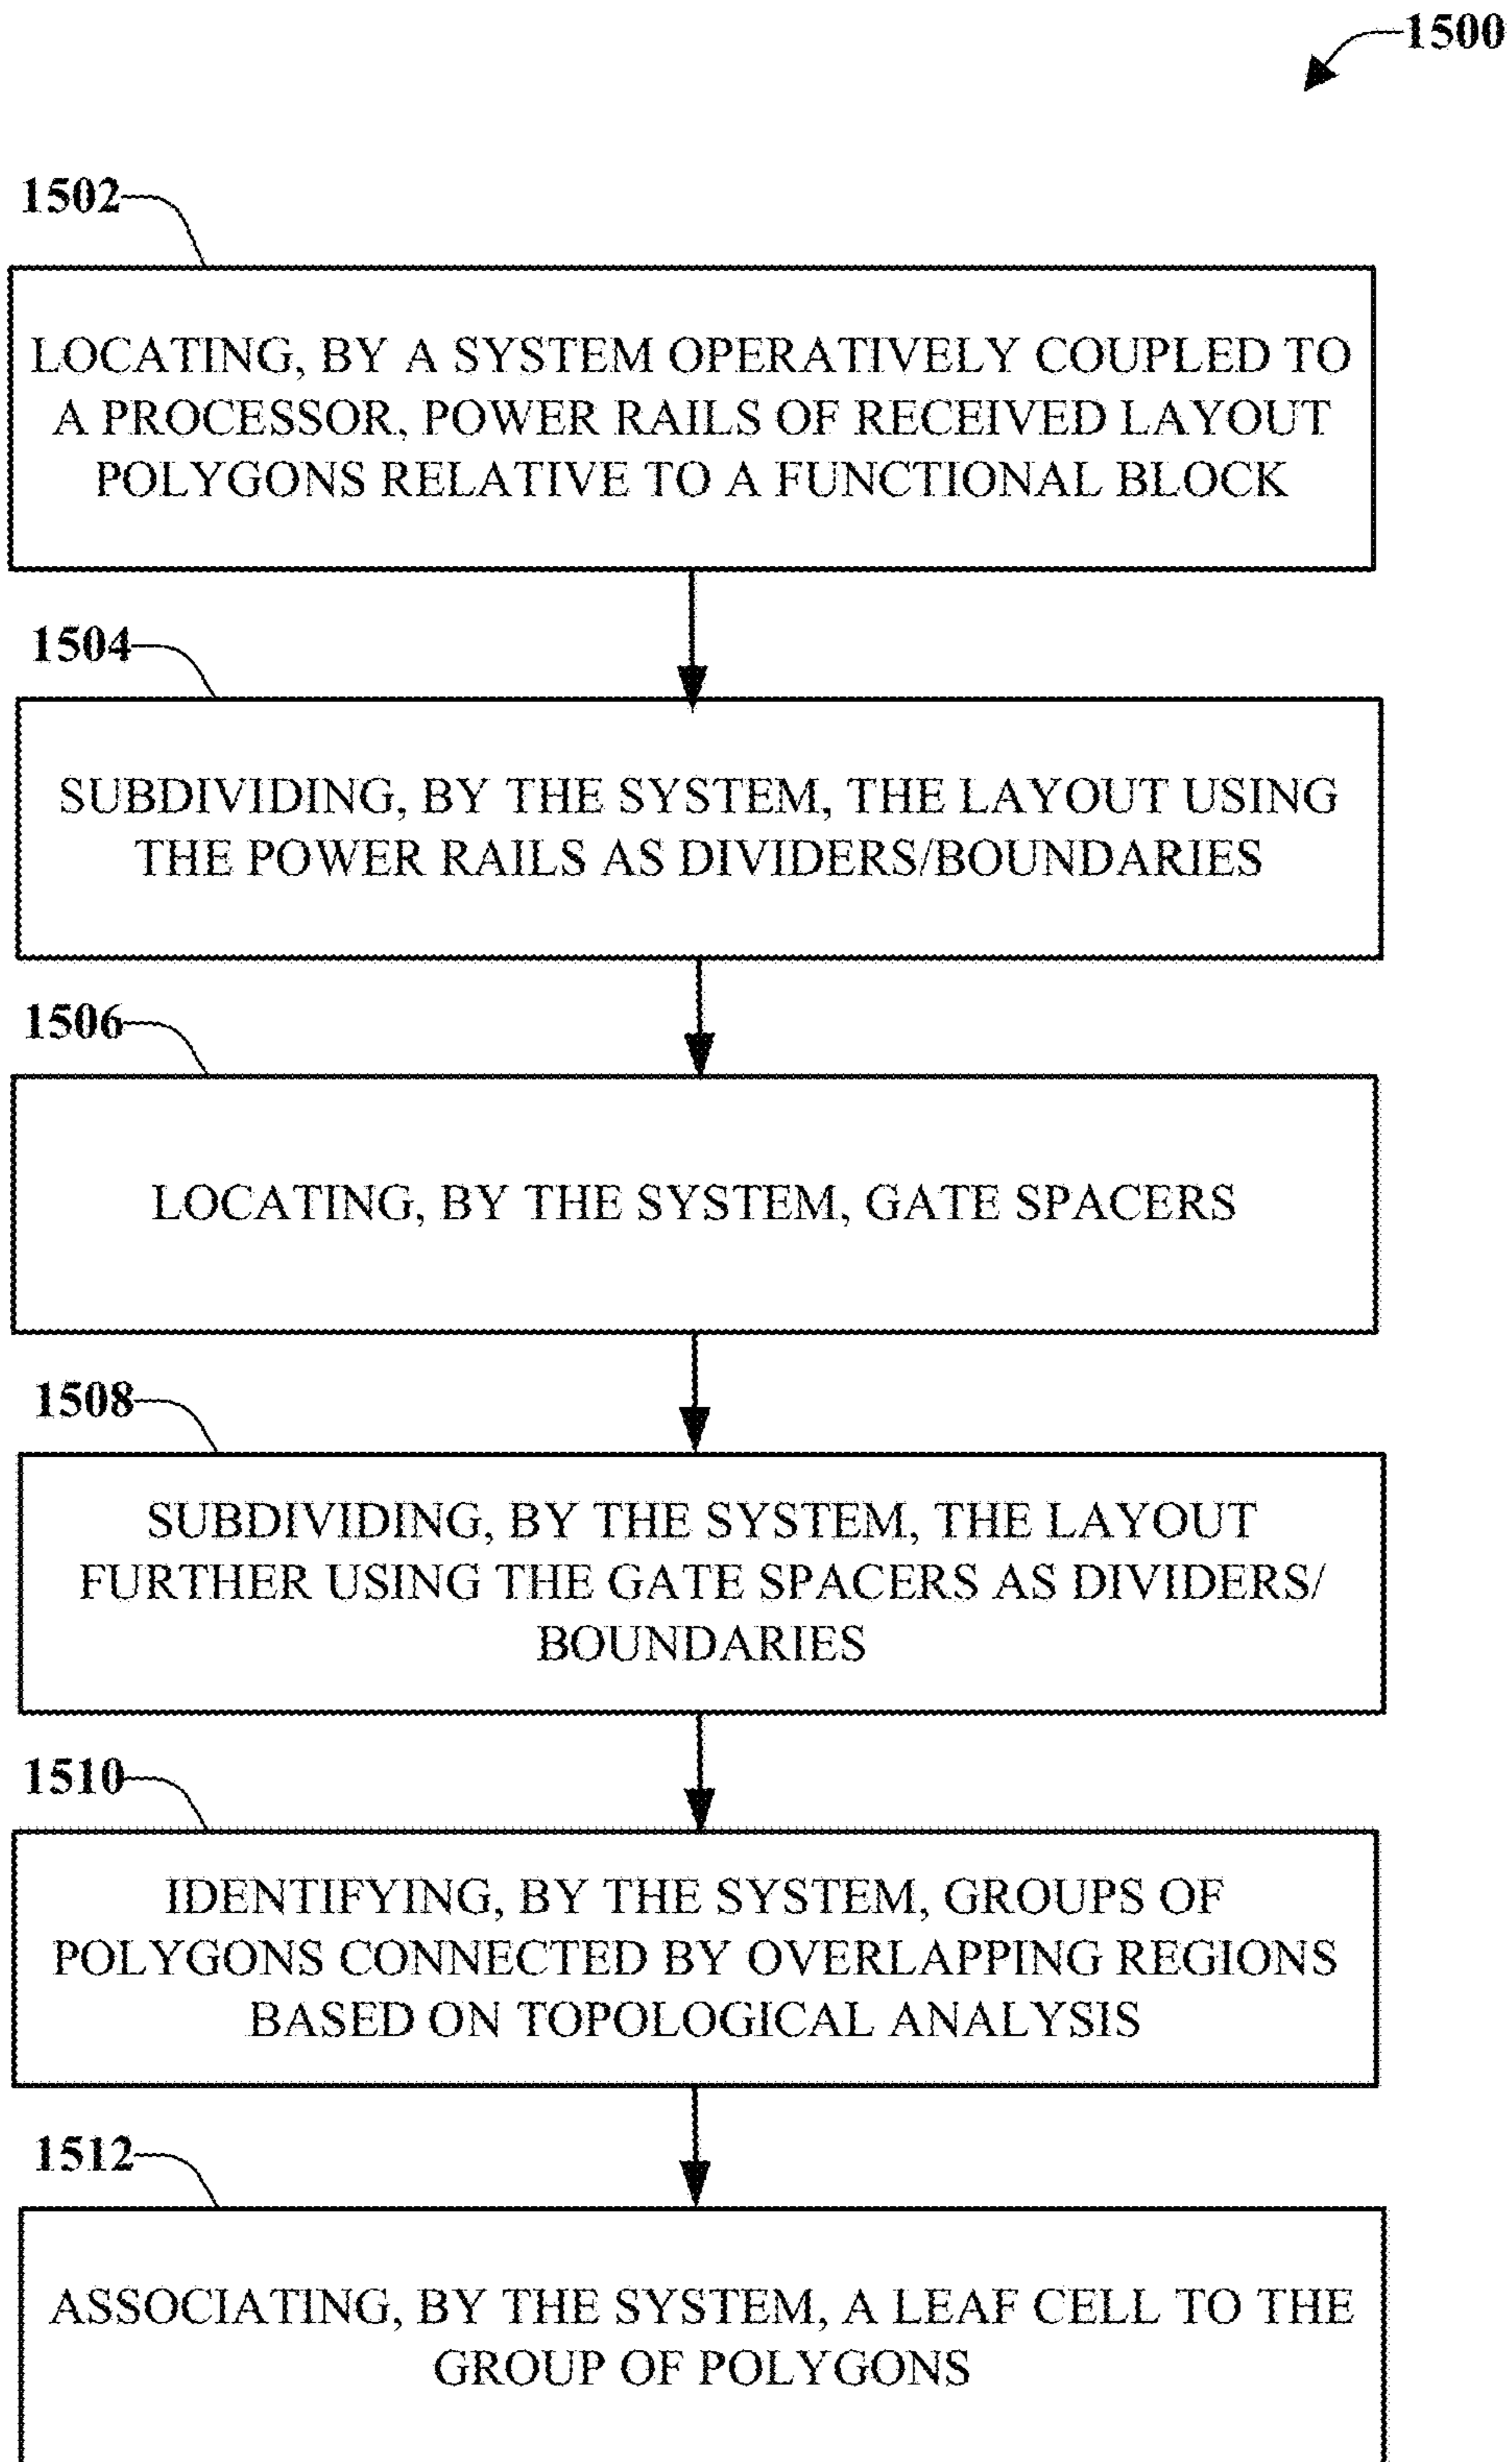 1500
1502
LOCATING, BY A SYSTEM OPERATIVELY COUPLED TO
A PROCESSOR, POWER RAILS OF RECEIVED LAYOUT
POLYGONS RELATIVE TO A FUNCTIONAL BLOCK
1504
SUBDIVIDING, BY THE SYSTEM, THE LAYOUT USING
THE POWER RAILS AS DIVIDERS/BOUNDARIES
1506
LOCATING, BY THE SYSTEM, GATE SPACERS
1508
SUBDIVIDING, BY THE SYSTEM, THE LAYOUT
FURTHER USING THE GATE SPACERS AS DIVIDERS/
BOUNDARIES
1510
IDENTIFYING, BY THE SYSTEM, GROUPS OF
POLYGONS CONNECTED BY OVERLAPPING REGIONS
BASED ON TOPOLOGICAL ANALYSIS
1512
ASSOCIATING, BY THE SYSTEM, A LEAF CELL TO THE
GROUP OF POLYGONS